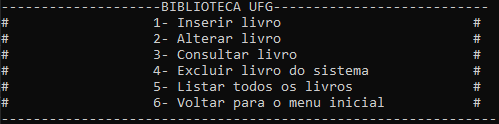 --------------------BIBLIOTECA UFG----------------------------
# 1- Inserir livro #
# 2- Alterar livro #
# 3- Consultar livro #
# 4- Excluir livro do sistema #
# 5- Listar todos os livros #
# 6- Voltar para o menu inicial #
--------------------------------------------------------------